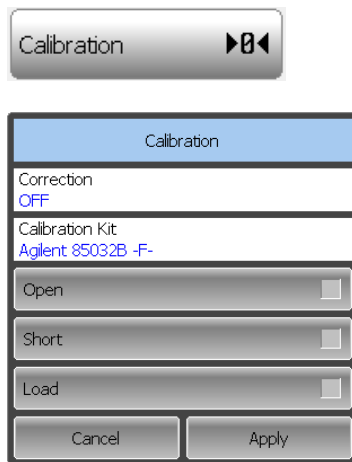 Calibration ▶0◀
Calibration
Correction
OFF
Calibration Kit
Agilent 85032B -F-
Open
Short
Load
Cancel Apply